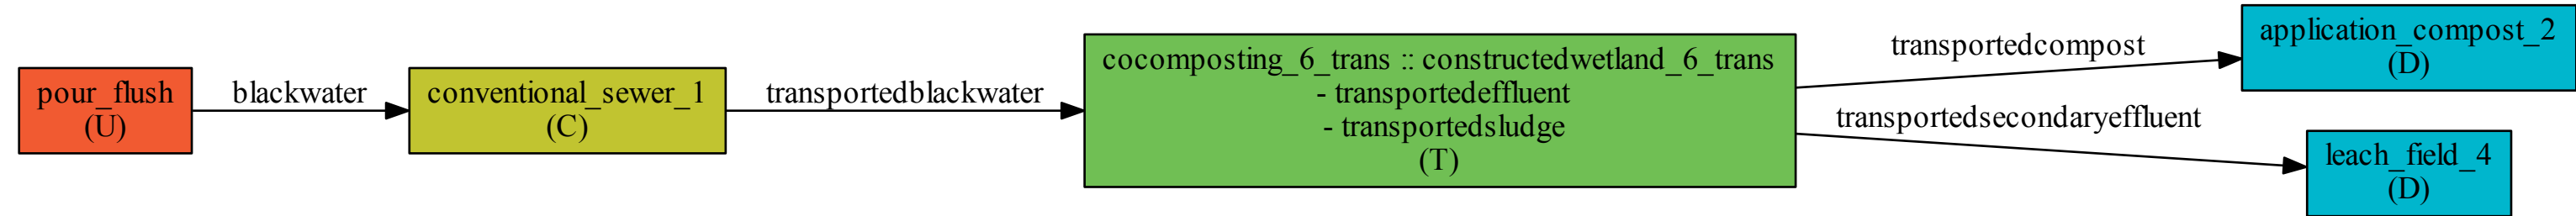 pour_flush
(U)
blackwater
conventional_sewer_1
(C)
transportedblackwater
cocomposting_6_trans :: constructedwetland_6_trans
- transportedeffluent
- transportedsludge
(T)
transportedcompost
application_compost_2
(D)
transportedsecondaryeffluent
leach_field_4
(D)